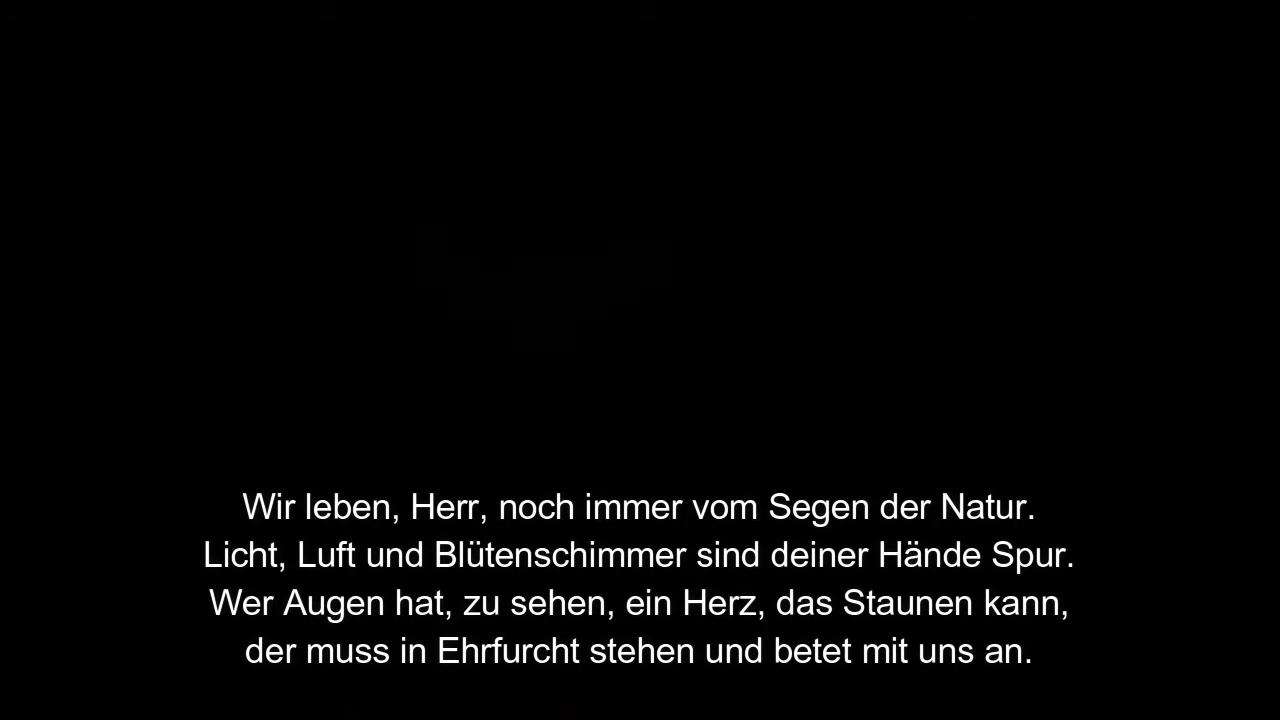 Wir leben, Herr, noch immer vom Segen der Natur.
Licht, Luft und Blütenschimmer sind deiner Hände Spur.
Wer Augen hat, zu sehen, ein Herz, das Staunen kann,
der muss in Ehrfurcht stehen und betet mit uns an.